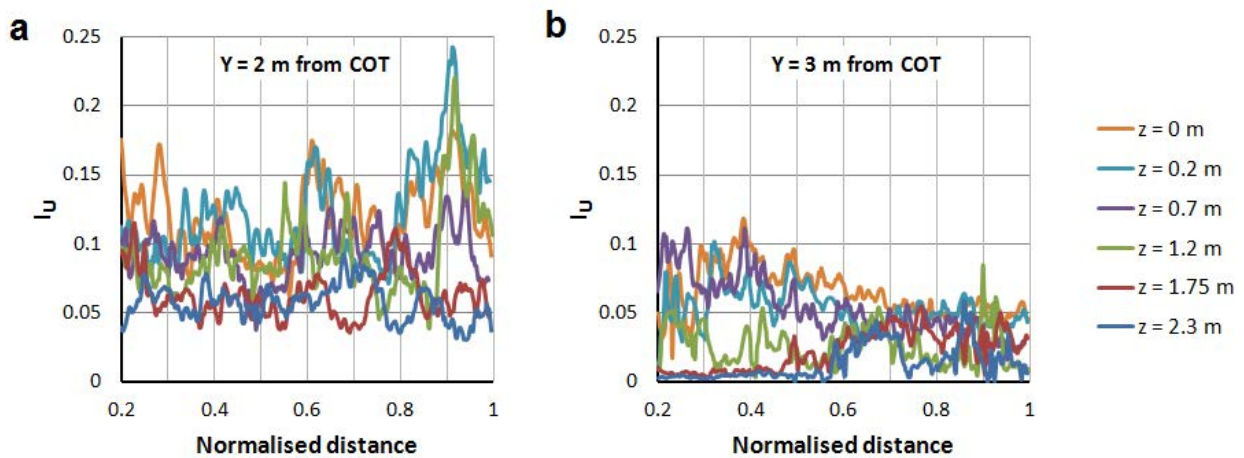 a
Y = 2 m from COT
0.25
0.2
0.15
0.1
0.05
0
I_U
0.2 0.4 0.6 0.8 1
Normalised distance
b
Y = 3 m from COT
0.25
0.2
0.15
0.1
0.05
0
I_U
0.2 0.4 0.6 0.8 1
Normalised distance
z = 0 m
z = 0.2 m
z = 0.7 m
z = 1.2 m
z = 1.75 m
z = 2.3 m